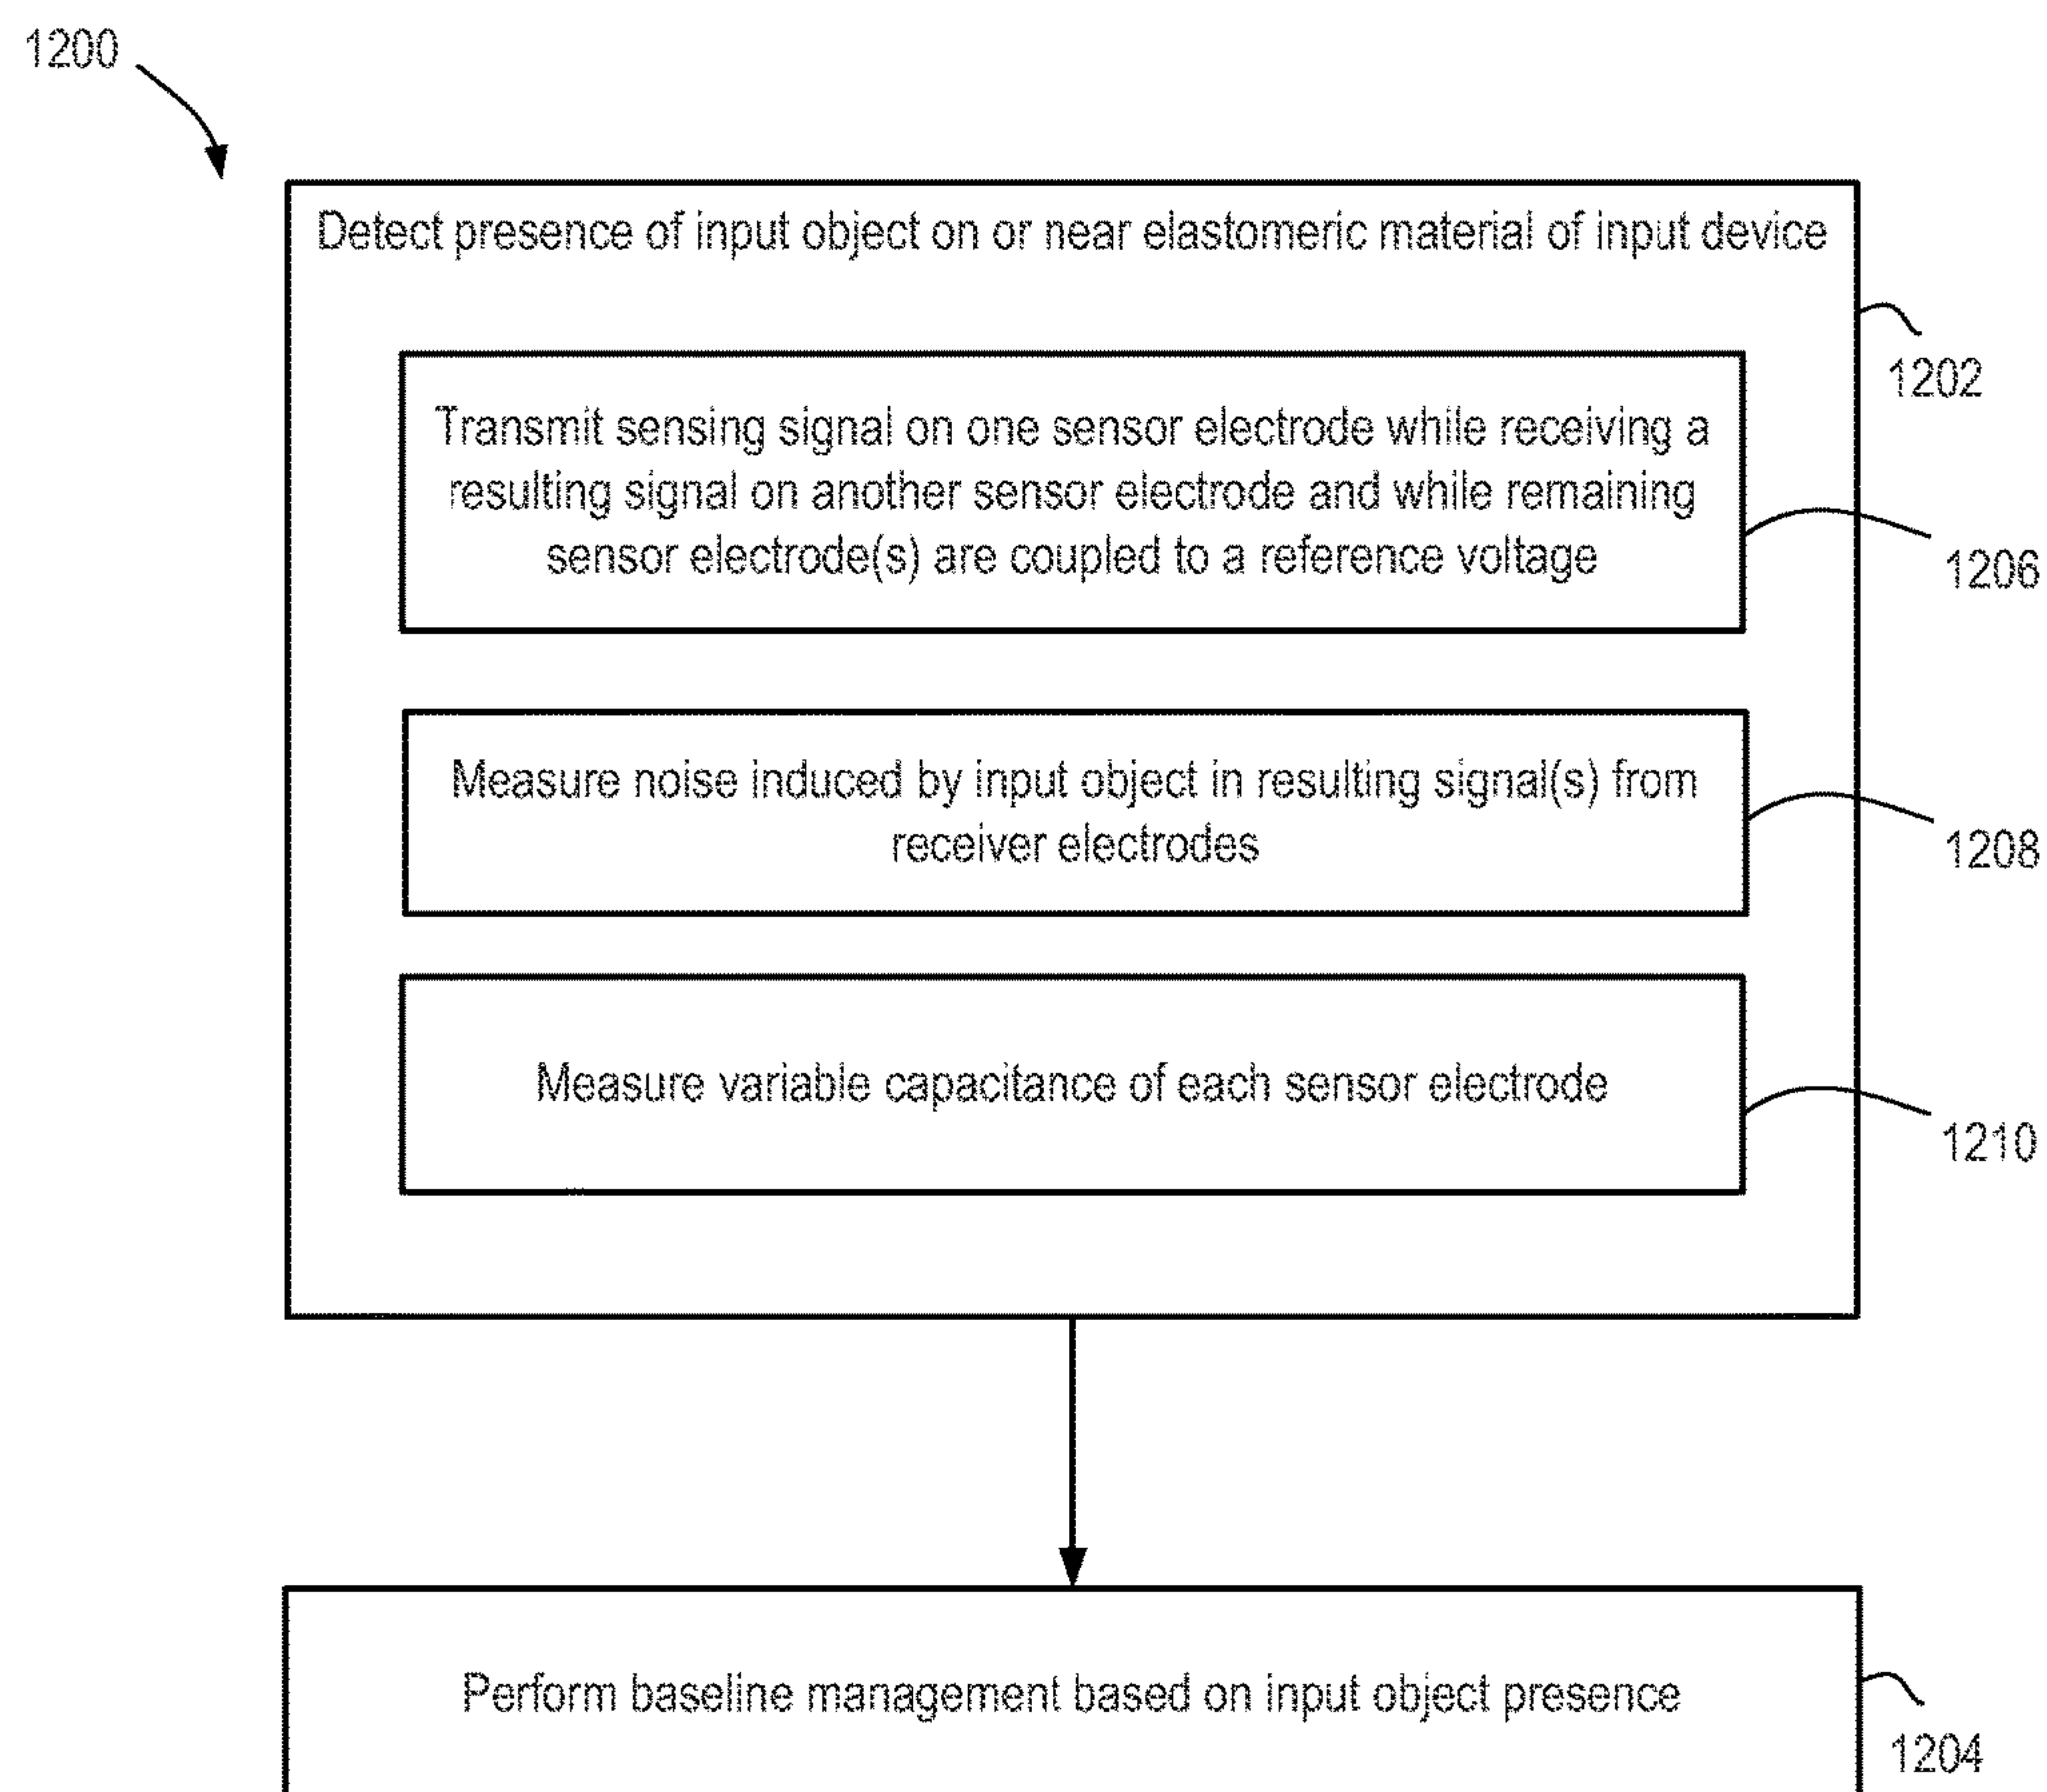 1200
Detect presence of input object on or near elastomeric material of input device
1202
Transmit sensing signal on one sensor electrode while receiving a
resulting signal on another sensor electrode and while remaining
sensor electrode(s) are coupled to a reference voltage
1206
Measure noise induced by input object in resulting signal(s) from
receiver electrodes
1208
Measure variable capacitance of each sensor electrode
1210
Perform baseline management based on input object presence
1204